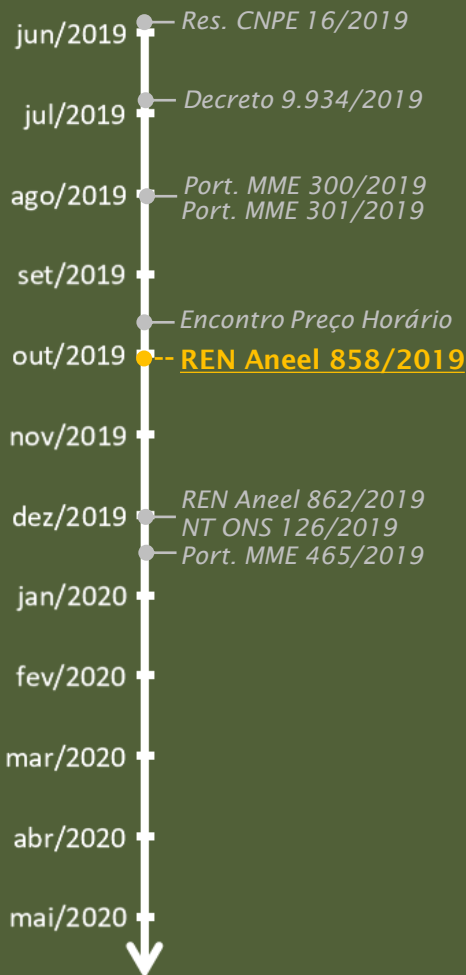 Res. CNPE 16/2019
jun/2019
Decreto 9.934/2019
jul/2019
Port. MME 300/2019
ago/2019
Port. MME 301/2019
set/2019
Encontro Preço Horário
out/2019
REN Aneel 858/2019
nov/2019
REN Aneel 862/2019
dez/2019
NT ONS 126/2019
Port. MME 465/2019
jan/2020
fev/2020
mar/2020
abr/2020
mai/2020